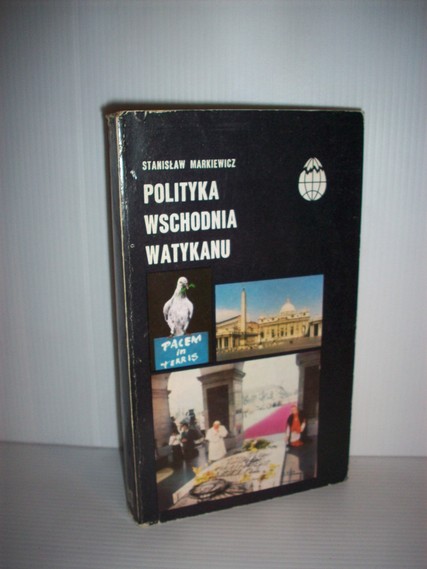 STANISŁAW MARKIEWICZ
POLITYKA
WSCHODNIA
WATYKANU
PACEM
in
TERRIS